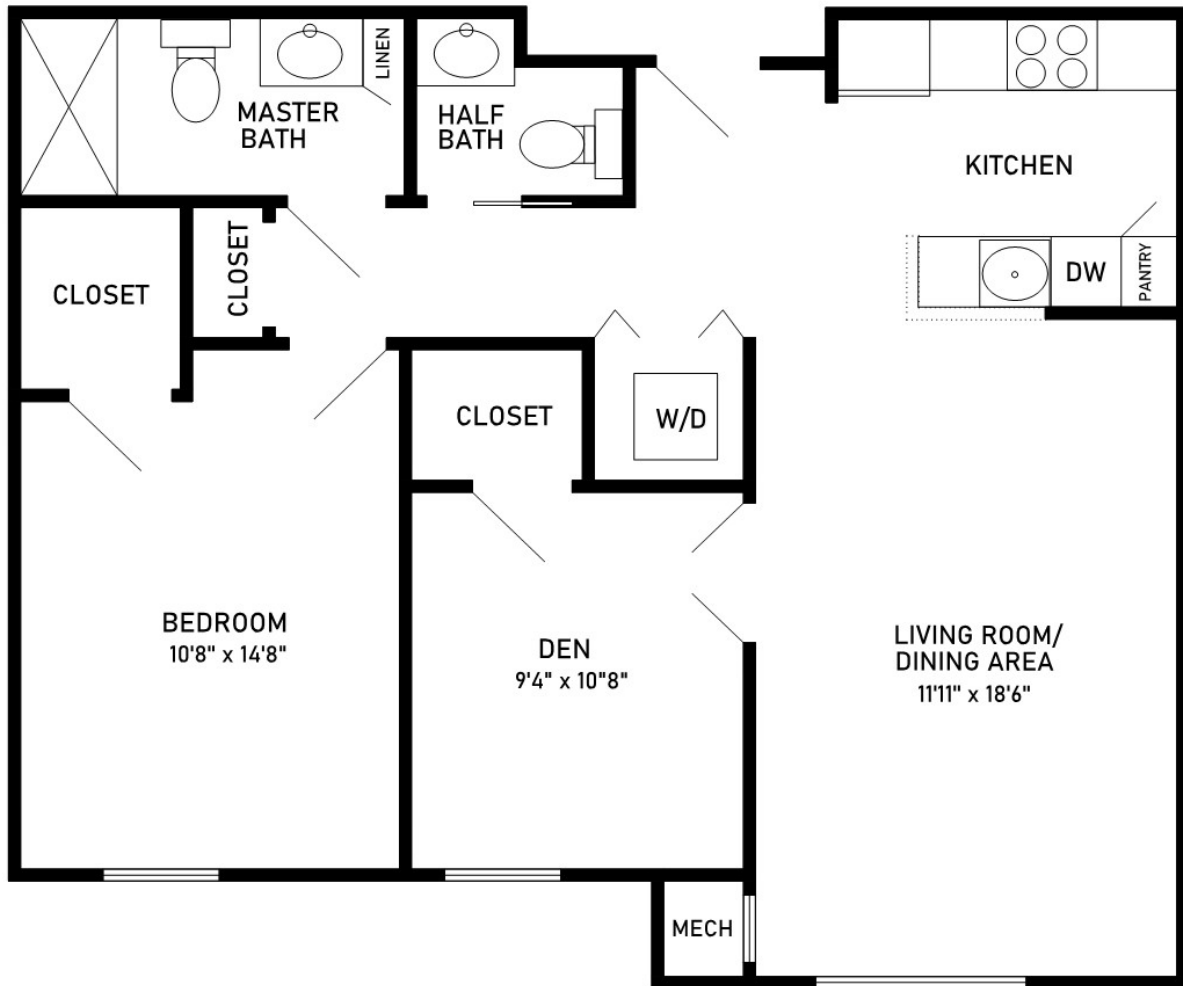 LINEN
MASTER
BATH
HALF
BATH
KITCHEN
CLOSET
CLOSET
DW
PANTRY
CLOSET
W/D
BEDROOM
10'8" x 14'8"
DEN
9'4" x 10"8"
LIVING ROOM/
DINING AREA
11'11" x 18'6"
MECH